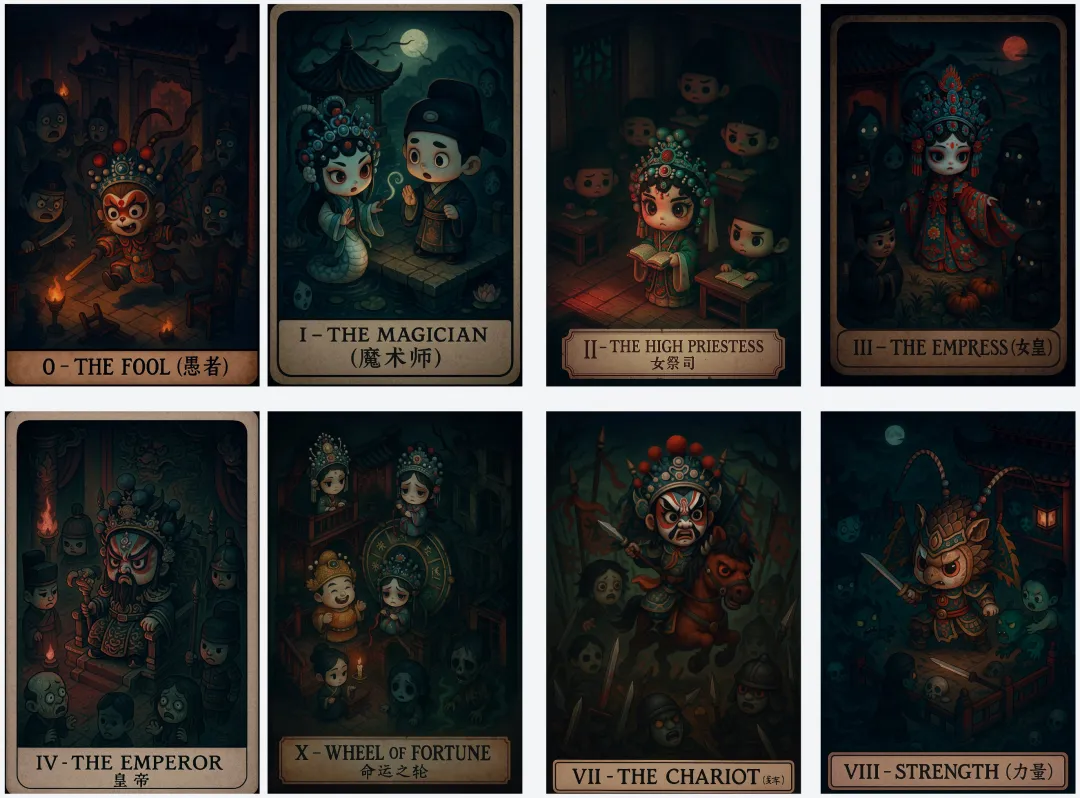 0 - THE FOOL (愚者)
I - THE MAGICIAN
(魔术师)
II - THE HIGH PRIESTESS
女祭司
III - THE EMPRESS (女皇)
IV - THE EMPEROR
皇帝
X - WHEEL OF FORTUNE
命运之轮
VII - THE CHARIOT
VIII - STRENGTH (力量)